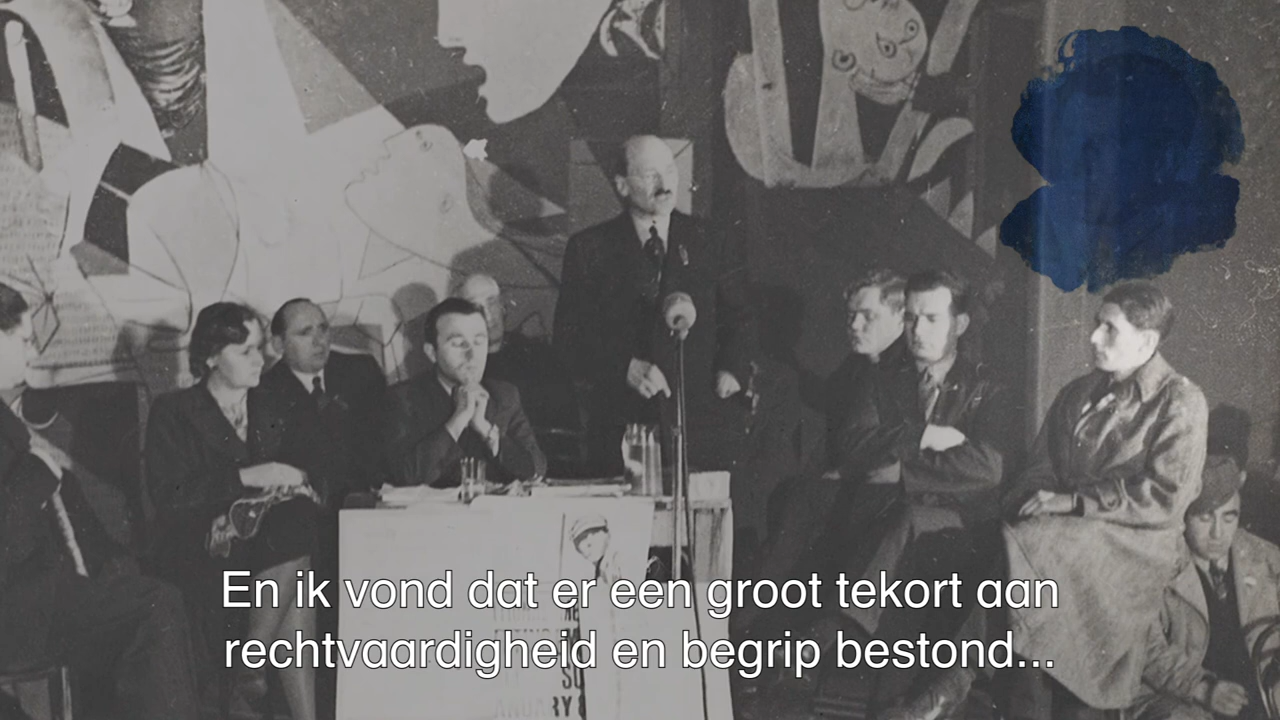 En ik vond dat er een groot tekort aan
rechtvaardigheid en begrip bestond...